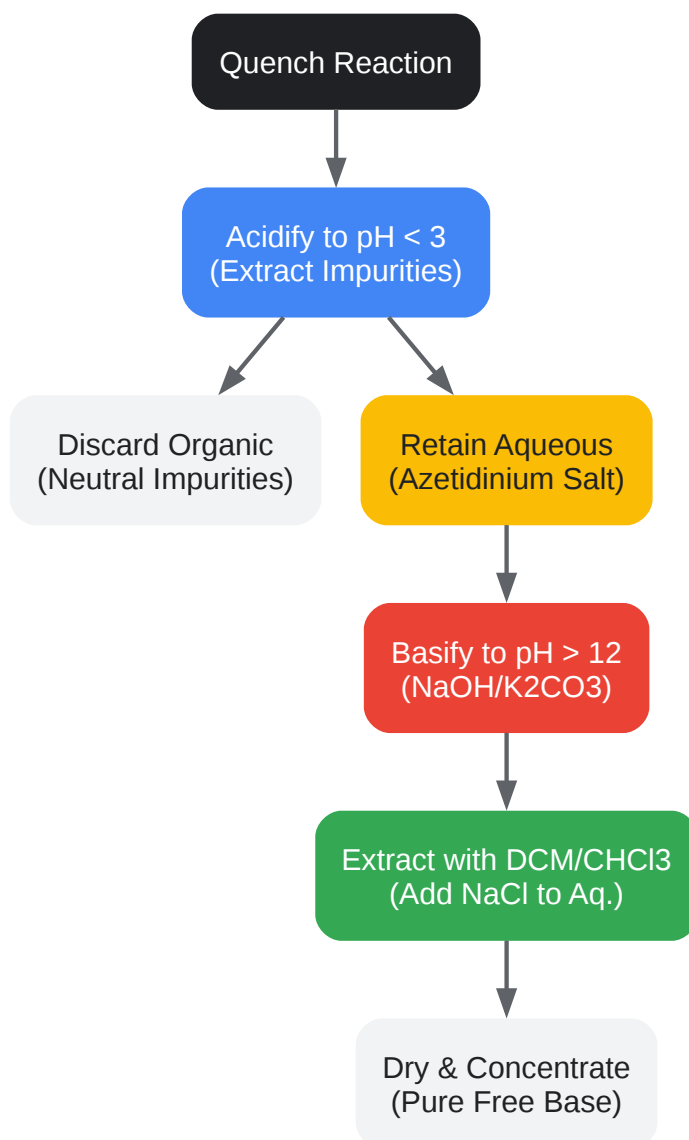 Quench Reaction
Acidify to pH < 3
(Extract Impurities)
Discard Organic
(Neutral Impurities)
Retain Aqueous
(Azetidinium Salt)
Basify to pH > 12
(NaOH/K2CO3)
Extract with DCM/CHCl3
(Add NaCl to Aq.)
Dry & Concentrate
(Pure Free Base)